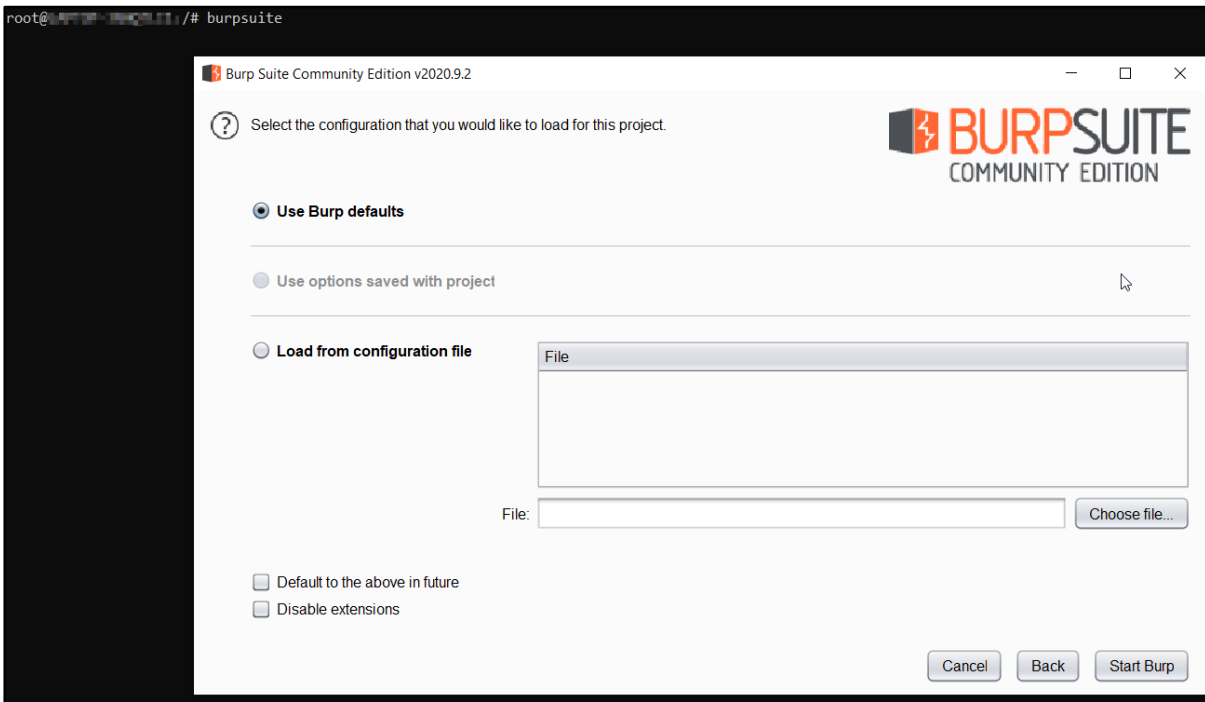 root@ :/# burpsuite
Burp Suite Community Edition v2020.9.2
Select the configuration that you would like to load for this project.
BURPSUITE
COMMUNITY EDITION
Use Burp defaults
Use options saved with project
Load from configuration file
File
File:
Choose file...
Default to the above in future
Disable extensions
Cancel
Back
Start Burp